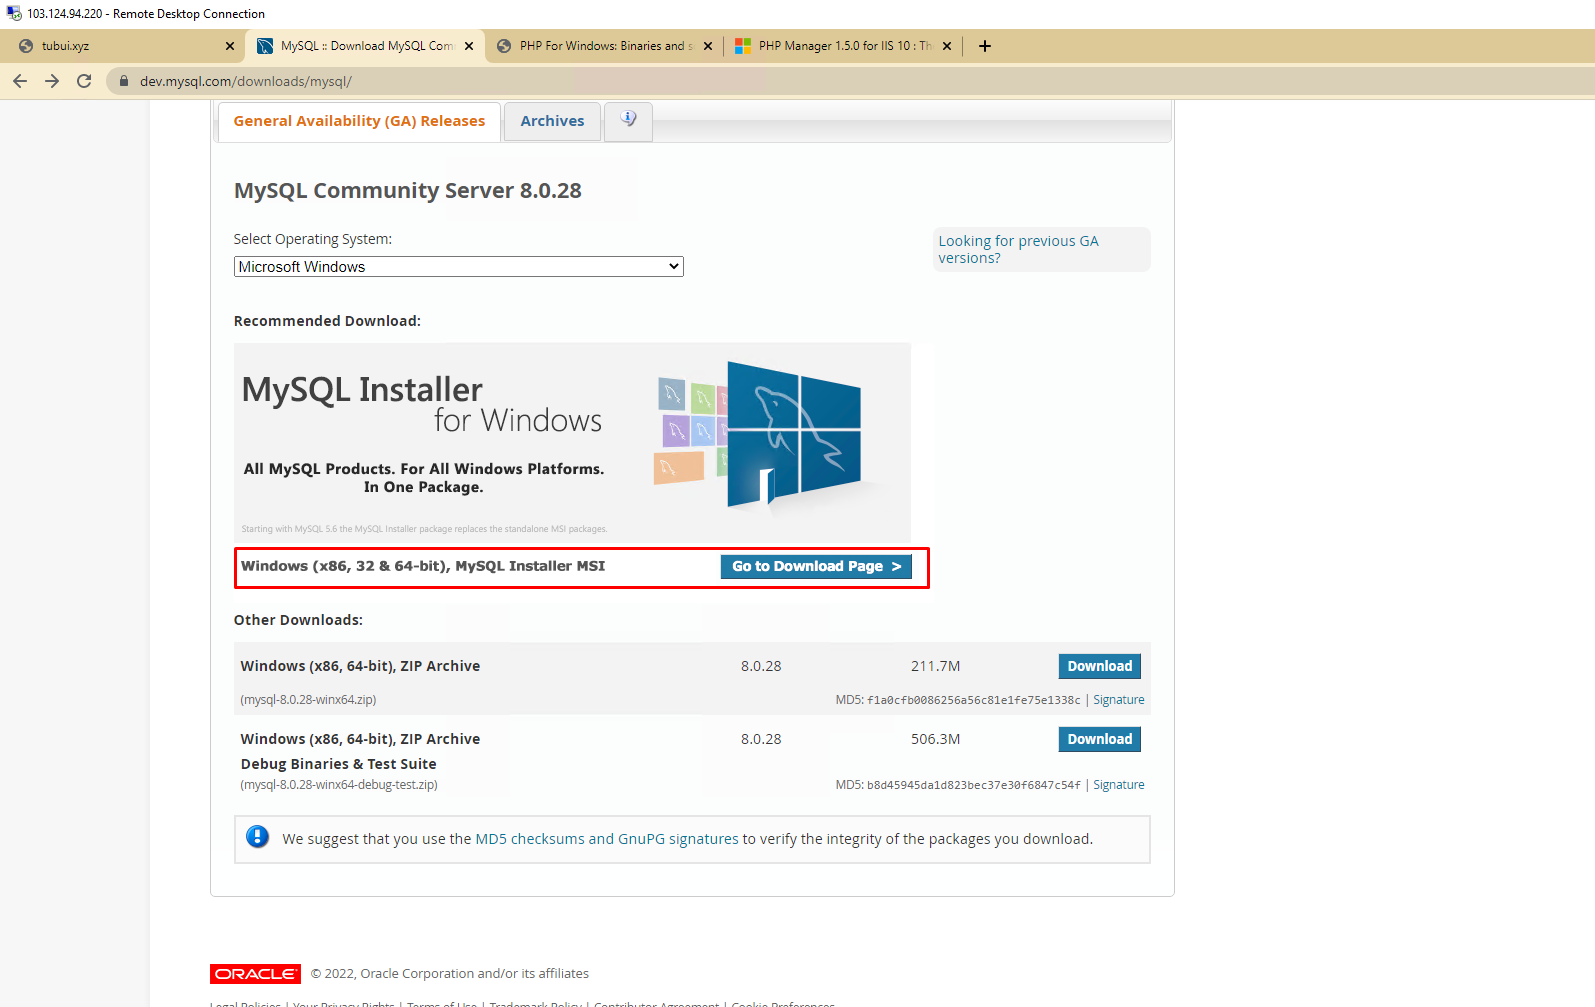 103.124.94.220 - Remote Desktop Connection
tubui.xyz
MySQL :: Download MySQL Com
PHP For Windows: Binaries and s
PHP Manager 1.5.0 for IIS 10 : Th
dev.mysql.com/downloads/mysql/
General Availability (GA) Releases
Archives
MySQL Community Server 8.0.28
Select Operating System:
Microsoft Windows
Looking for previous GA
versions?
Recommended Download:
MySQL Installer
for Windows
All MySQL Products. For All Windows Platforms.
In One Package.
Starting with MySQL 5.6 the MySQL Installer package replaces the standalone MSI packages.
Windows (x86, 32 & 64-bit), MySQL Installer MSI
Go to Download Page >
Other Downloads:
Windows (x86, 64-bit), ZIP Archive 8.0.28 211.7M Download
(mysql-8.0.28-winx64.zip) MD5: f1a0cfb0086256a56c81e1fe75e1338c | Signature
Windows (x86, 64-bit), ZIP Archive 8.0.28 506.3M Download
Debug Binaries & Test Suite
(mysql-8.0.28-winx64-debug-test.zip) MD5: b8d45945da1d823bec37e30f6847c54f | Signature
We suggest that you use the MD5 checksums and GnuPG signatures to verify the integrity of the packages you download.
ORACLE © 2022, Oracle Corporation and/or its affiliates
Legal Policies | Your Privacy Rights | Terms of Use | Trademark Policy | Contributor Agreement | Cookie Preferences